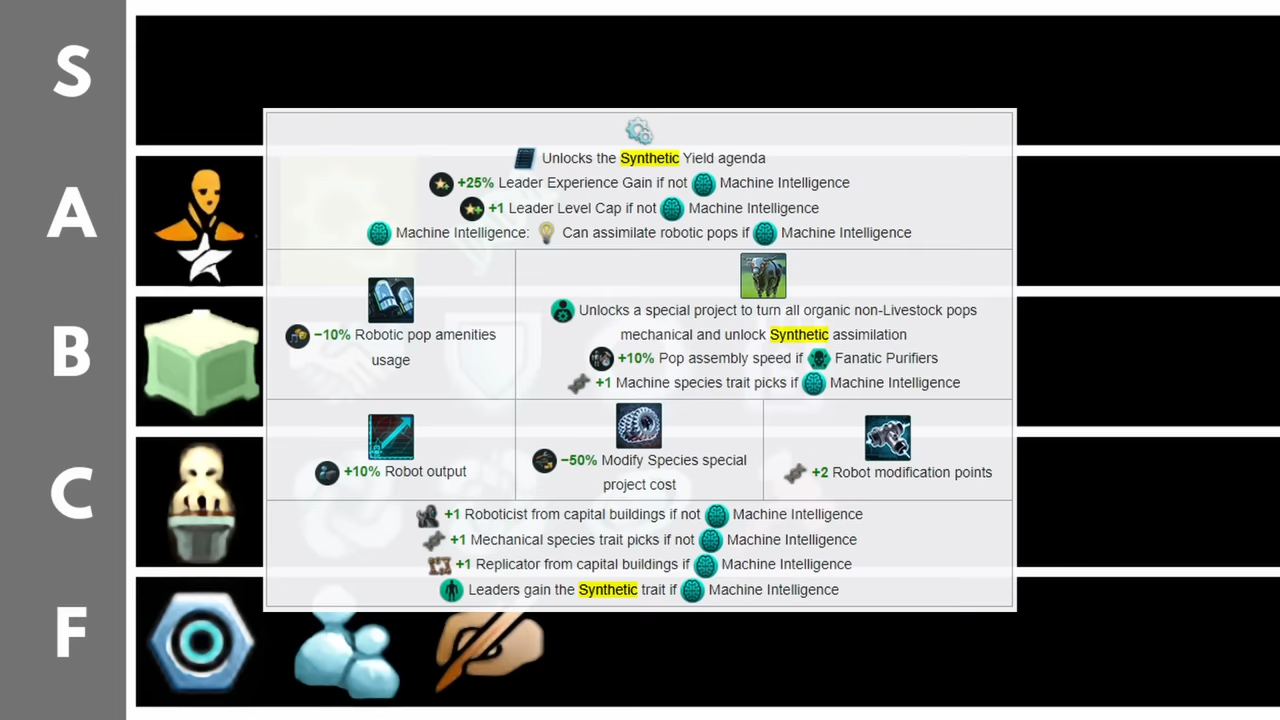 S
A
B
C
F
Unlocks the Synthetic Yield agenda
+25% Leader Experience Gain if not Machine Intelligence
+1 Leader Level Cap if not Machine Intelligence
Machine Intelligence: Can assimilate robotic pops if Machine Intelligence
−10% Robotic pop amenities
usage
Unlocks a special project to turn all organic non-Livestock pops
mechanical and unlock Synthetic assimilation
+10% Pop assembly speed if Fanatic Purifiers
+1 Machine species trait picks if Machine Intelligence
+10% Robot output
−50% Modify Species special
project cost
+2 Robot modification points
+1 Roboticist from capital buildings if not Machine Intelligence
+1 Mechanical species trait picks if not Machine Intelligence
+1 Replicator from capital buildings if Machine Intelligence
Leaders gain the Synthetic trait if Machine Intelligence